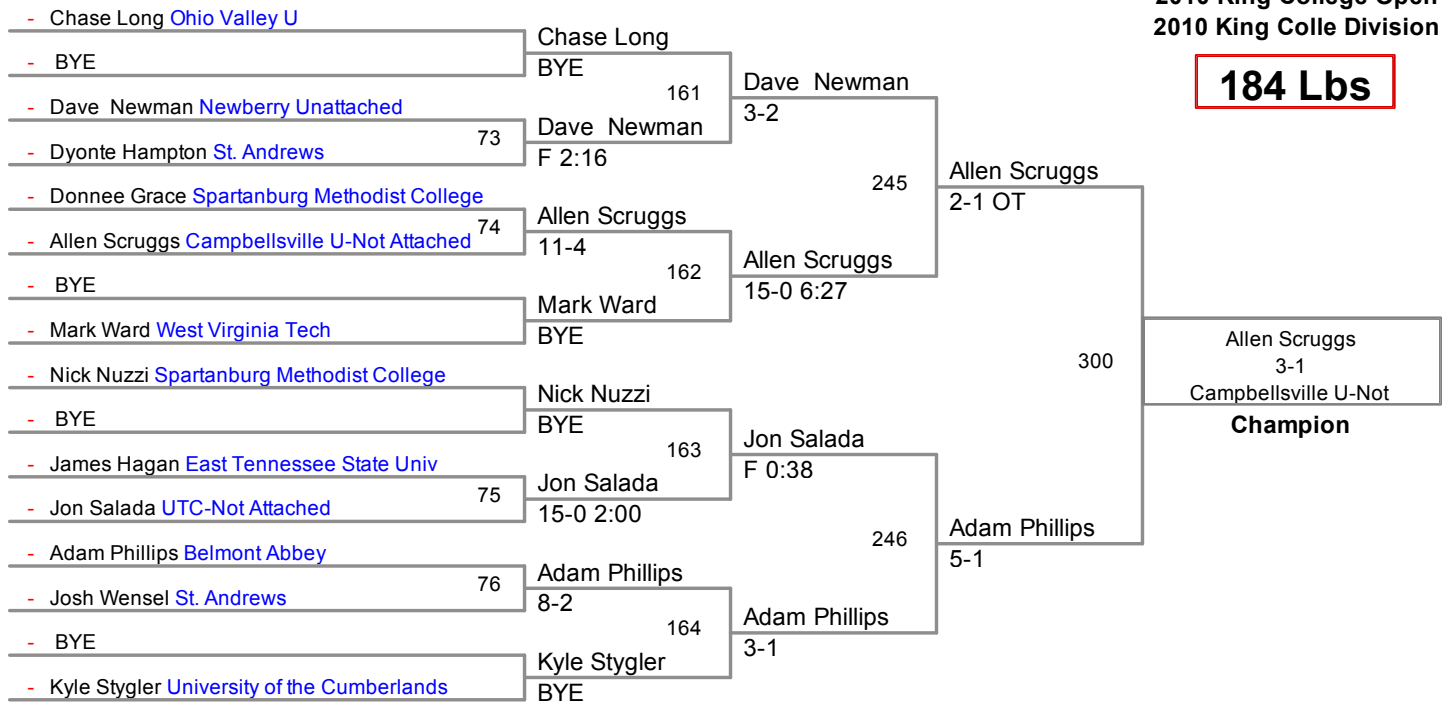 2010 King College Open
2010 King Colle Division
184 Lbs
- Chase Long Ohio Valley U
- BYE
- Dave Newman Newberry Unattached
- Dyonte Hampton St. Andrews
- Donnee Grace Spartanburg Methodist College
- Allen Scruggs Campbellsville U-Not Attached
- BYE
- Mark Ward West Virginia Tech
- Nick Nuzzi Spartanburg Methodist College
- BYE
- James Hagan East Tennessee State Univ
- Jon Salada UTC-Not Attached
- Adam Phillips Belmont Abbey
- Josh Wensel St. Andrews
- BYE
- Kyle Stygler University of the Cumberlands
73
74
75
76
Chase Long
BYE
Dave Newman
F 2:16
Allen Scruggs
11-4
Mark Ward
BYE
Nick Nuzzi
BYE
Jon Salada
15-0 2:00
Adam Phillips
8-2
Kyle Stygler
BYE
161
162
163
164
Dave Newman
3-2
Allen Scruggs
15-0 6:27
Jon Salada
F 0:38
Adam Phillips
3-1
245
246
Allen Scruggs
2-1 OT
Adam Phillips
5-1
300
Allen Scruggs
3-1
Campbellsville U-Not
Champion